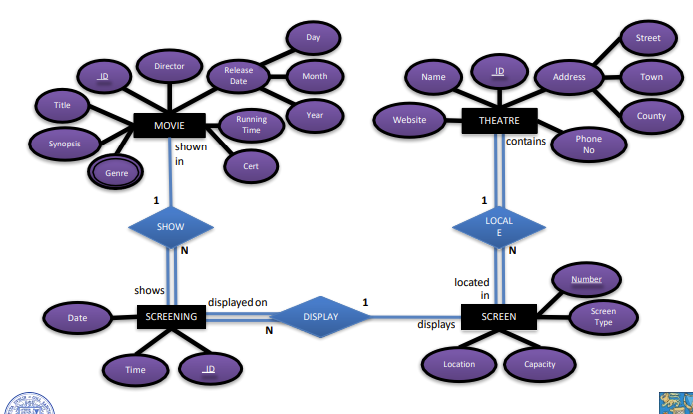 Day
Street
Director
Release
Date
ID
ID
Name
Address
Month
Town
Title
Website
MOVIE
Running
Time
Year
THEATRE
County
Synopsis
shown
in
contains
Phone
No
Genre
Cert
1
1
SHOW
LOCAL
E
N
N
shows
displayed on
located
in
Number
Date
SCREENING
DISPLAY
1
SCREEN
Screen
Type
N
displays
Time
ID
Location
Capacity